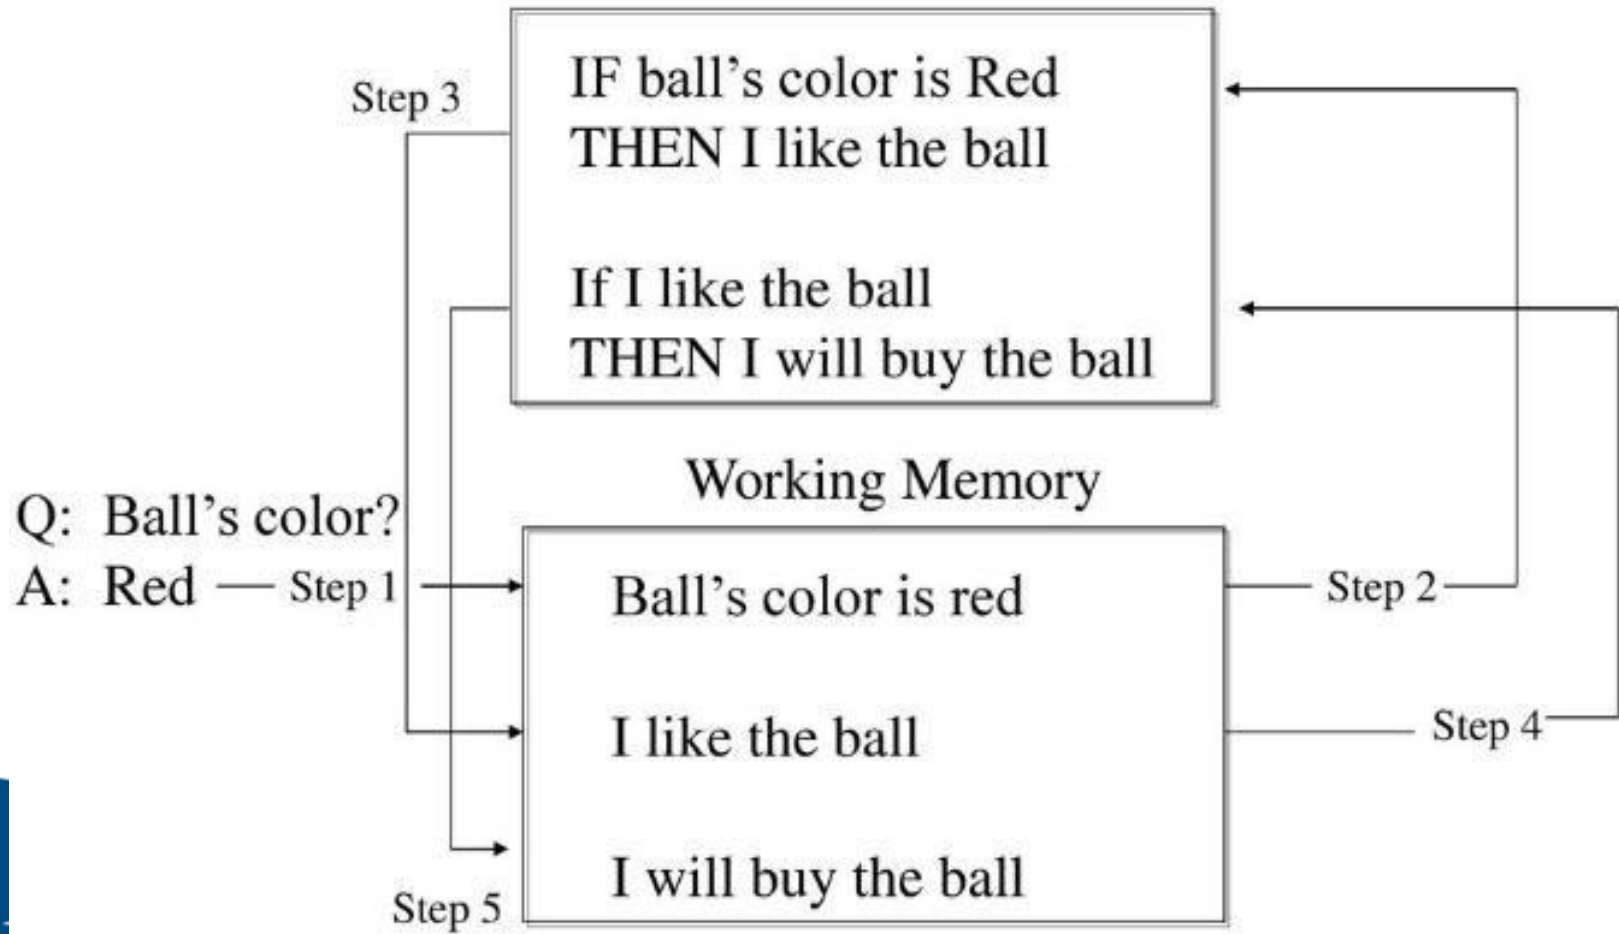 Step 3
IF ball's color is Red
THEN I like the ball
If I like the ball
THEN I will buy the ball
Working Memory
Q: Ball's color?
A: Red
Step 1
Ball's color is red
Step 2
I like the ball
Step 4
I will buy the ball
Step 5